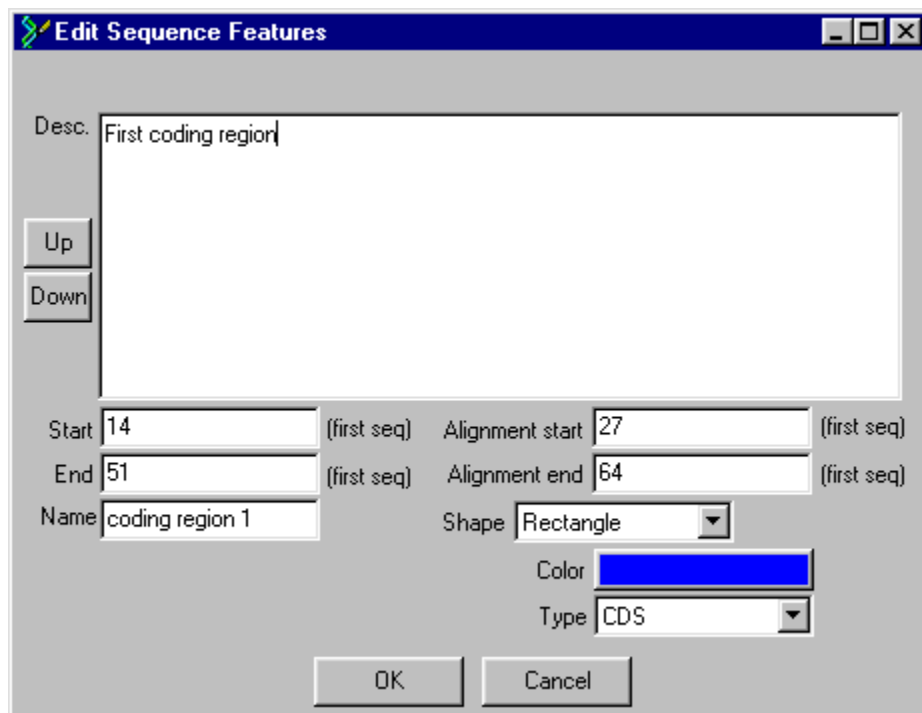 Edit Sequence Features
Desc. First coding region
Up
Down
Start 14 (first seq) Alignment start 27 (first seq)
End 51 (first seq) Alignment end 64 (first seq)
Name coding region 1 Shape Rectangle
Color
Type CDS
OK Cancel